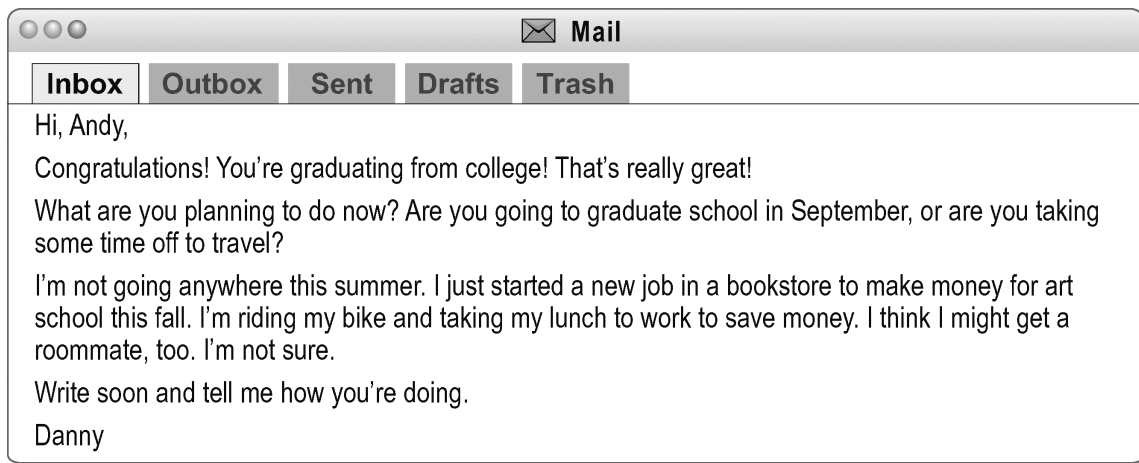 Mail
Inbox Outbox Sent Drafts Trash
Hi, Andy,
Congratulations! You’re graduating from college! That’s really great!
What are you planning to do now? Are you going to graduate school in September, or are you taking
some time off to travel?
I’m not going anywhere this summer. I just started a new job in a bookstore to make money for art
school this fall. I’m riding my bike and taking my lunch to work to save money. I think I might get a
roommate, too. I’m not sure.
Write soon and tell me how you’re doing.
Danny